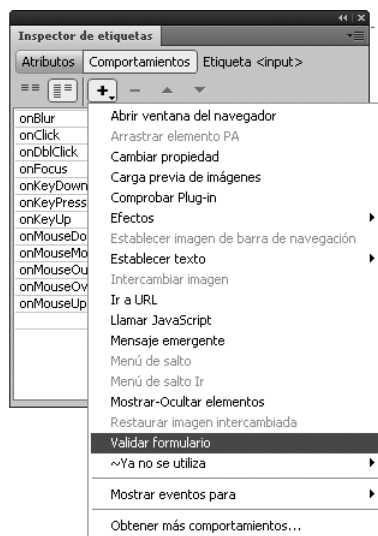 Inspector de etiquetas
Atributos Comportamientos Etiqueta <input>
onBlur
onClick
onDblClick
onFocus
onKeyDown
onKeyPress
onKeyUp
onMouseDo
onMouseMo
onMouseOu
onMouseOv
onMouseUp
Abrir ventana del navegador
Arrastrar elemento PA
Cambiar propiedad
Carga previa de imágenes
Comprobar Plug-in
Efectos
Establecer imagen de barra de navegación
Establecer texto
Intercambiar imagen
Ir a URL
Llamar JavaScript
Mensaje emergente
Menú de salto
Menú de salto Ir
Mostrar-Ocultar elementos
Restaurar imagen intercambiada
Validar formulario
~Ya no se utiliza
Mostrar eventos para
Obtener más comportamientos...